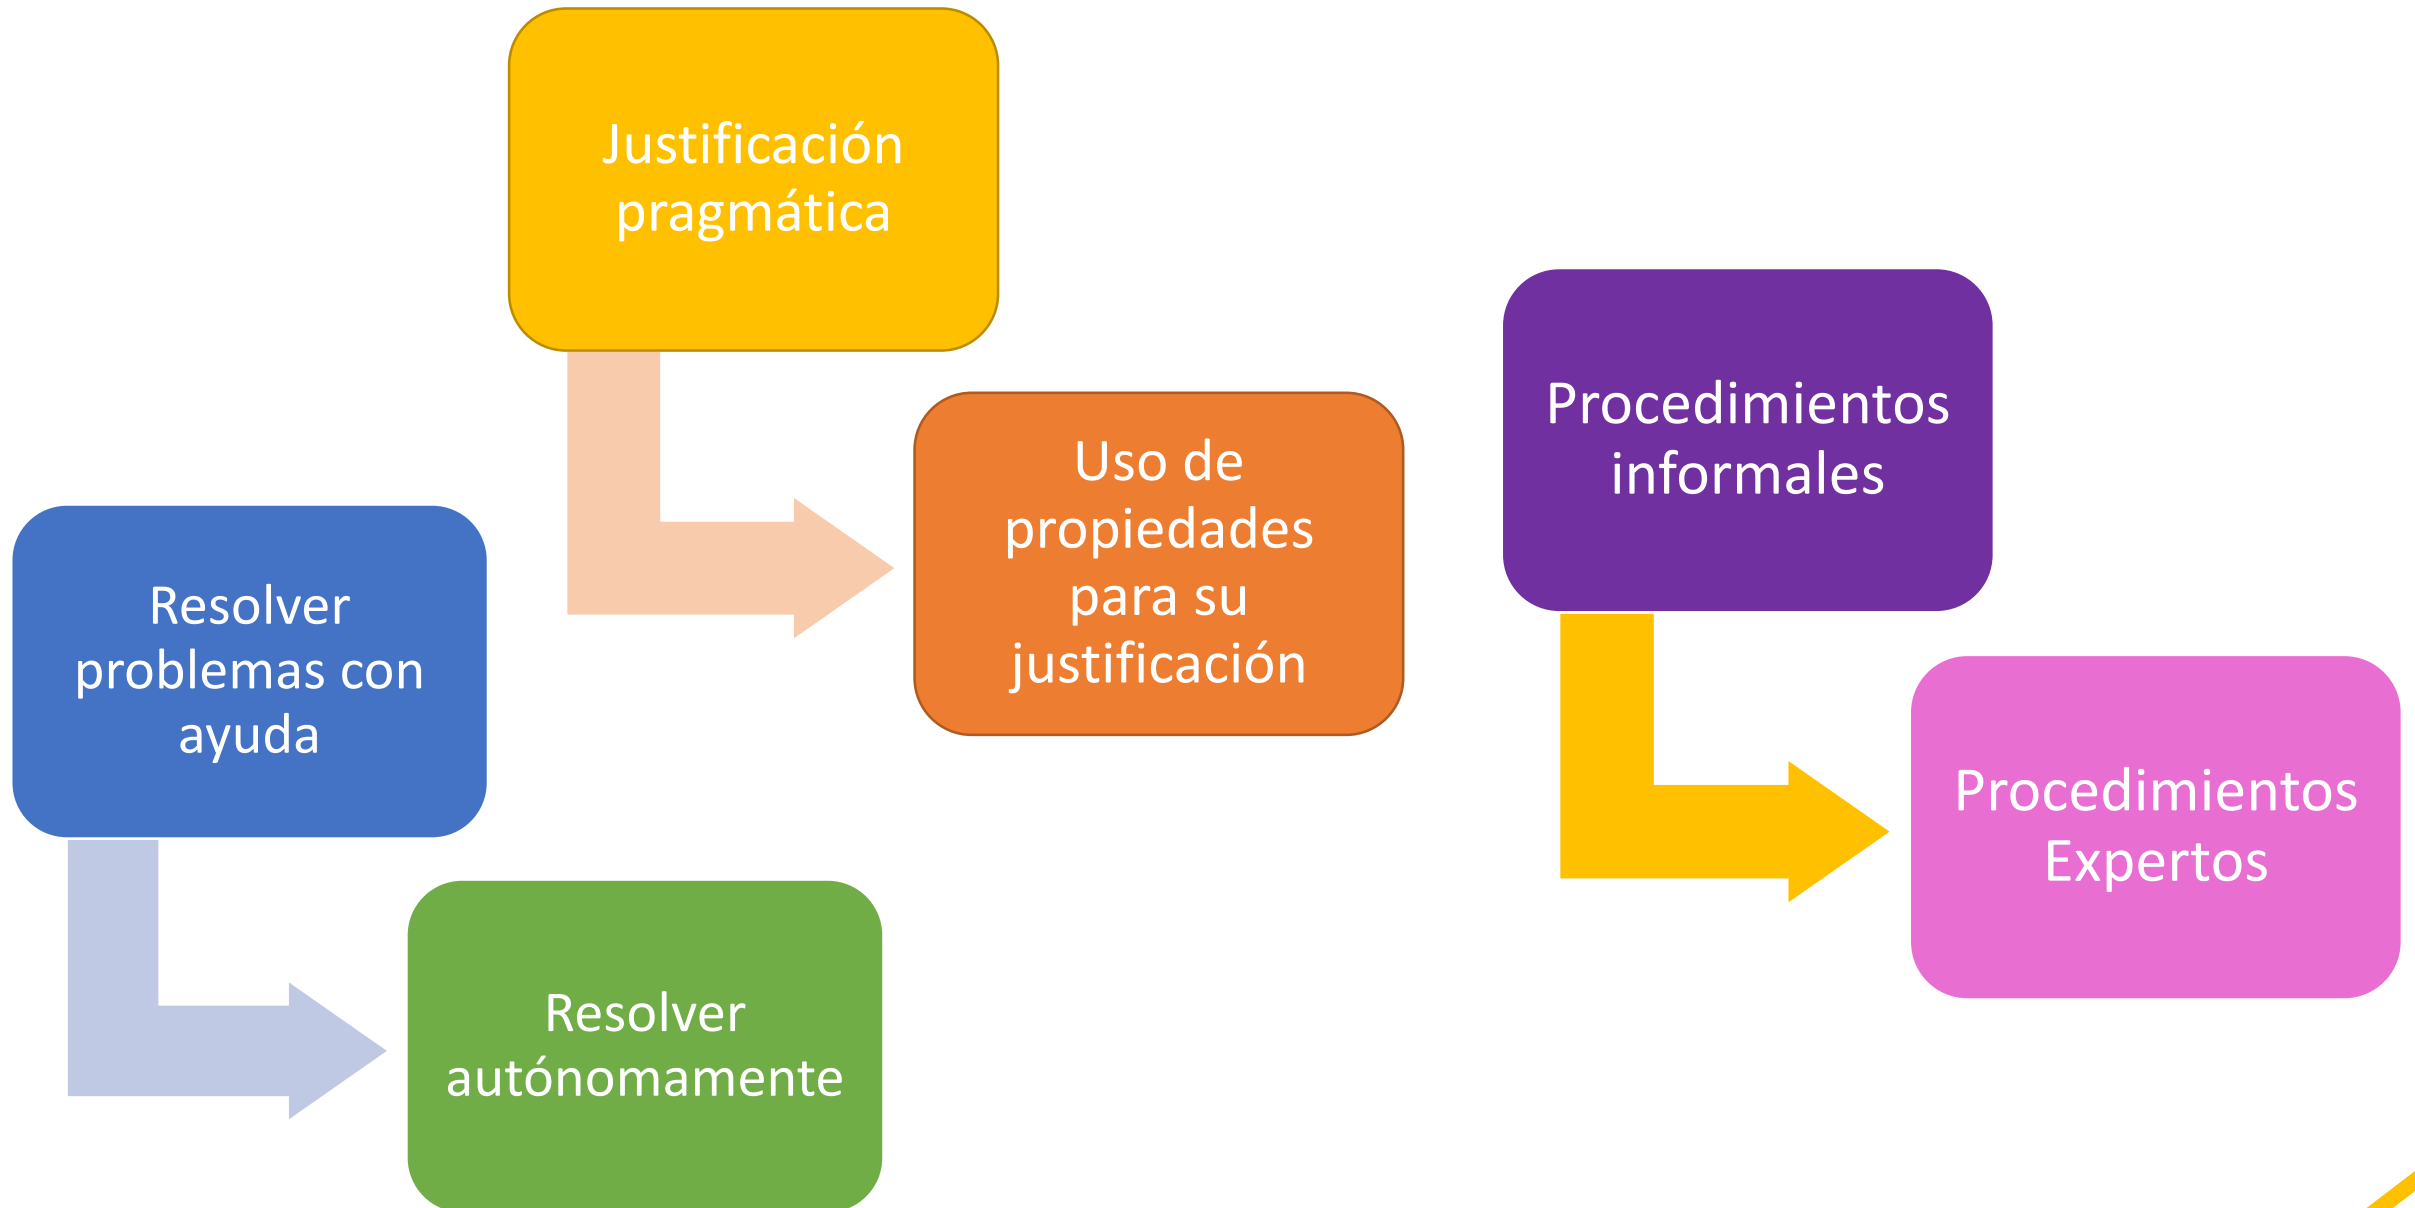 Justificación
pragmática
Uso de
propiedades
para su
justificación
Procedimientos
informales
Procedimientos
Expertos
Resolver
problemas con
ayuda
Resolver
autónomamente